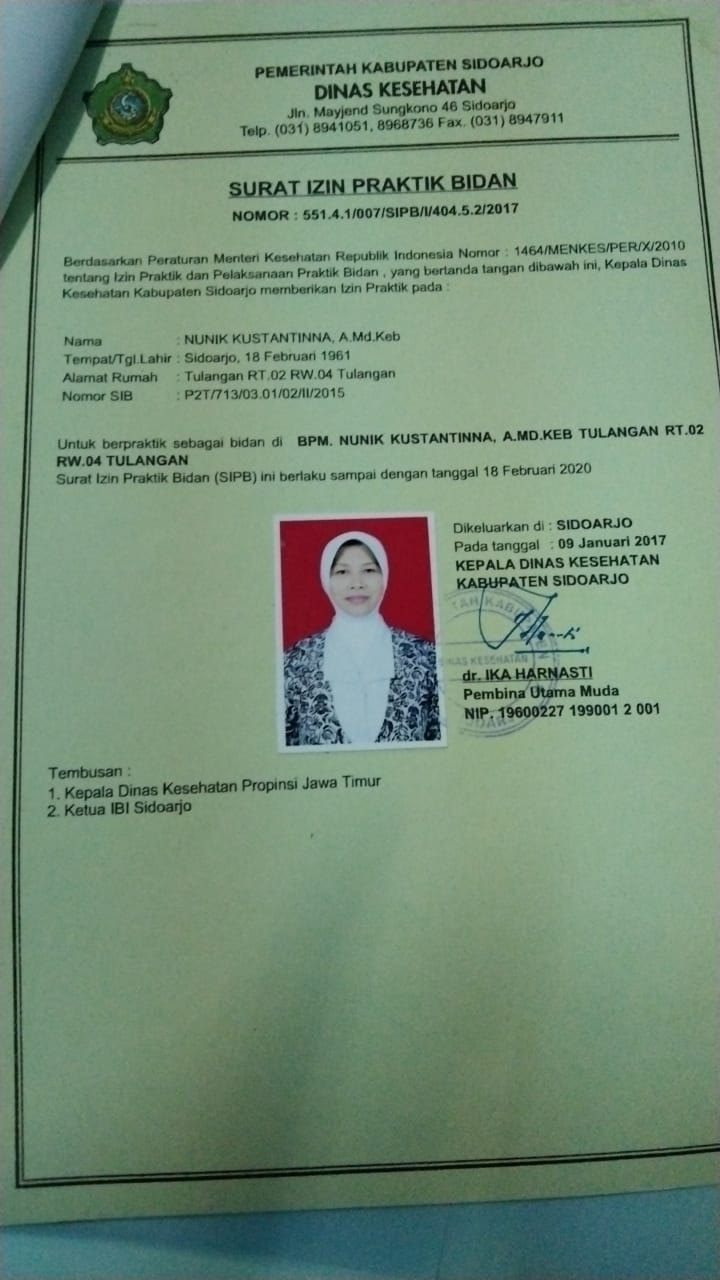 PEMERINTAH KABUPATEN SIDOARJO
DINAS KESEHATAN
Jln. Mayjend Sungkono 46 Sidoarjo
Telp. (031) 8941051, 8968736 Fax. (031) 8947911
SURAT IZIN PRAKTIK BIDAN
NOMOR : 551.4.1/007/SIPB/I/404.5.2/2017
Berdasarkan Peraturan Menteri Kesehatan Republik Indonesia Nomor : 1464/MENKES/PER/X/2010
tentang Izin Praktik dan Pelaksanaan Praktik Bidan , yang bertanda tangan dibawah ini, Kepala Dinas
Kesehatan Kabupaten Sidoarjo memberikan Izin Praktik pada :
Nama : NUNIK KUSTANTINNA, A.Md.Keb
Tempat/Tgl.Lahir : Sidoarjo, 18 Februari 1961
Alamat Rumah : Tulangan RT.02 RW.04 Tulangan
Nomor SIB : P2T/713/03.01/02/II/2015
Untuk berpraktik sebagai bidan di BPM. NUNIK KUSTANTINNA, A.MD.KEB TULANGAN RT.02
RW.04 TULANGAN
Surat Izin Praktik Bidan (SIPB) ini berlaku sampai dengan tanggal 18 Februari 2020
Dikeluarkan di : SIDOARJO
Pada tanggal : 09 Januari 2017
KEPALA DINAS KESEHATAN
KABUPATEN SIDOARJO
DINAS KESEHATAN
dr. IKA HARNASTI
Pembina Utama Muda
NIP. 19600227 199001 2 001
Tembusan :
1. Kepala Dinas Kesehatan Propinsi Jawa Timur
2. Ketua IBI Sidoarjo